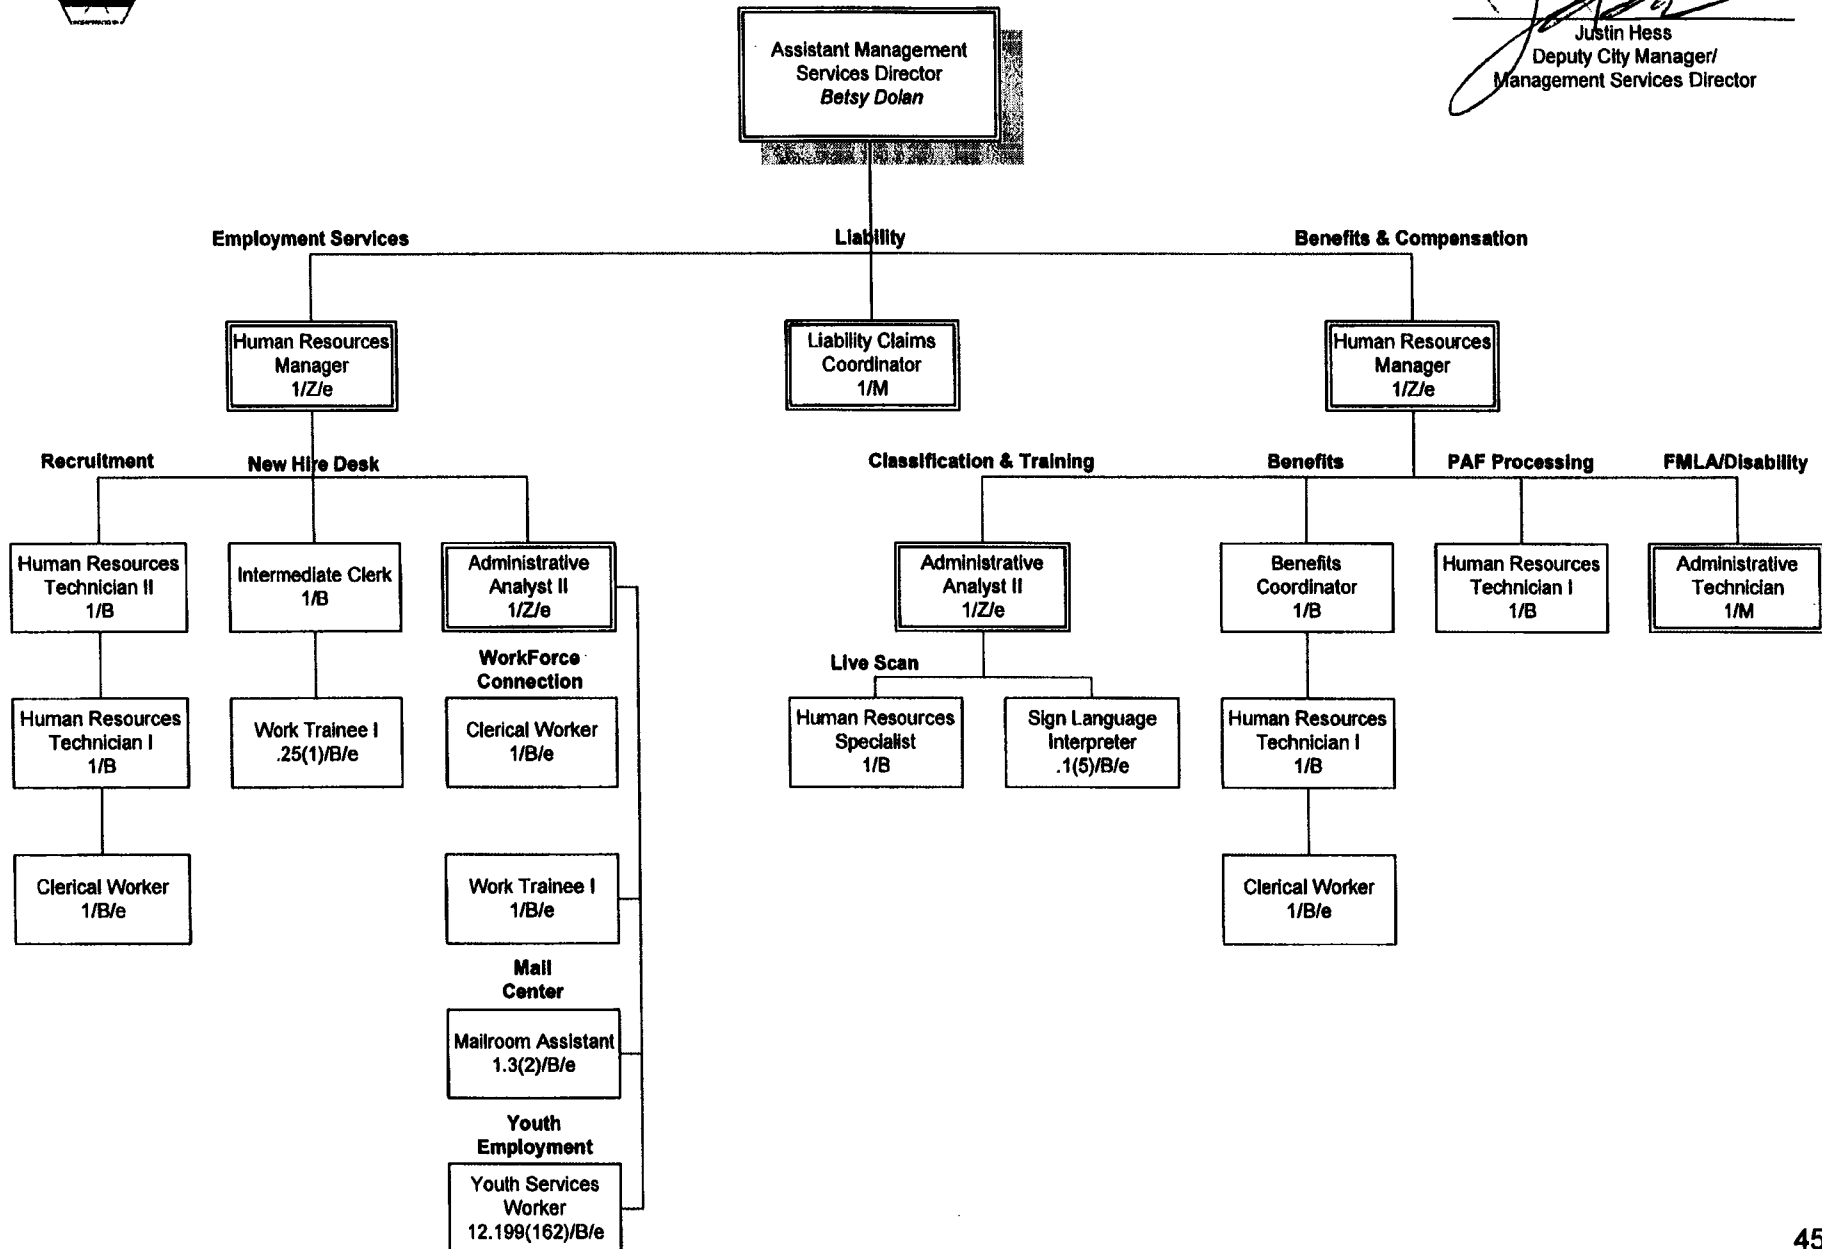 Assistant Management
Services Director
Betsy Dolan
Justin Hess
Deputy City Manager/
Management Services Director
Employment Services
Liability
Benefits & Compensation
Human Resources
Manager
1/Z/e
Liability Claims
Coordinator
1/M
Human Resources
Manager
1/Z/e
Recruitment
New Hire Desk
Classification & Training
Benefits
PAF Processing
FMLA/Disability
Human Resources
Technician II
1/B
Intermediate Clerk
1/B
Administrative
Analyst II
1/Z/e
Administrative
Analyst II
1/Z/e
Benefits
Coordinator
1/B
Human Resources
Technician I
1/B
Administrative
Technician
1/M
WorkForce
Connection
Live Scan
Human Resources
Technician I
1/B
Work Trainee I
.25(1)/B/e
Clerical Worker
1/B/e
Human Resources
Specialist
1/B
Sign Language
Interpreter
.1(5)/B/e
Human Resources
Technician I
1/B
Clerical Worker
1/B/e
Work Trainee I
1/B/e
Clerical Worker
1/B/e
Mail
Center
Mailroom Assistant
1.3(2)/B/e
Youth
Employment
Youth Services
Worker
12.199(162)/B/e
45